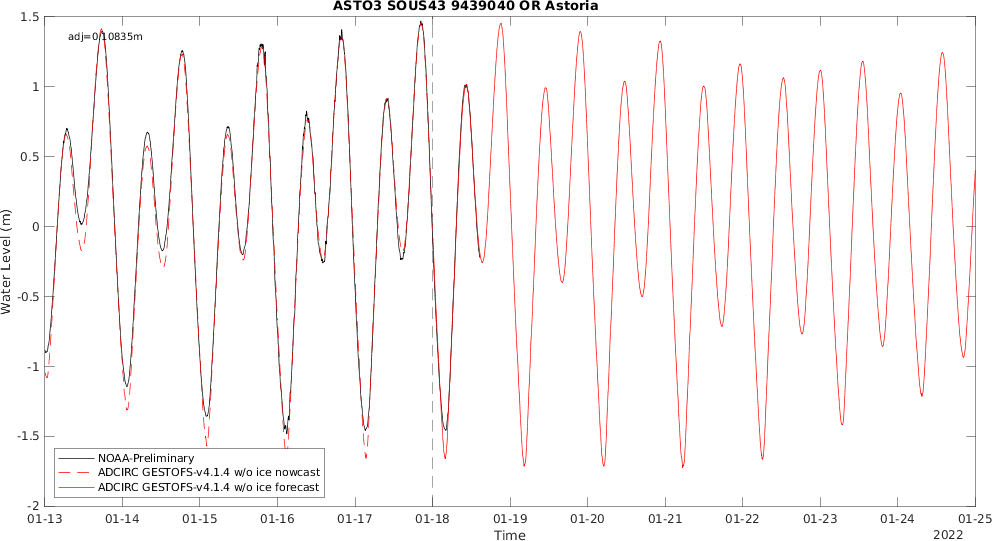 ASTO3 SOUS43 9439040 OR Astoria
adj=0.10835m
1.5
1
0.5
0
-0.5
-1
-1.5
-2
Water Level (m)
NOAA-Preliminary
ADCIRC GESTOFS-v4.1.4 w/o ice nowcast
ADCIRC GESTOFS-v4.1.4 w/o ice forecast
01-13 01-14 01-15 01-16 01-17 01-18 01-19 01-20 01-21 01-22 01-23 01-24 01-25
Time
2022